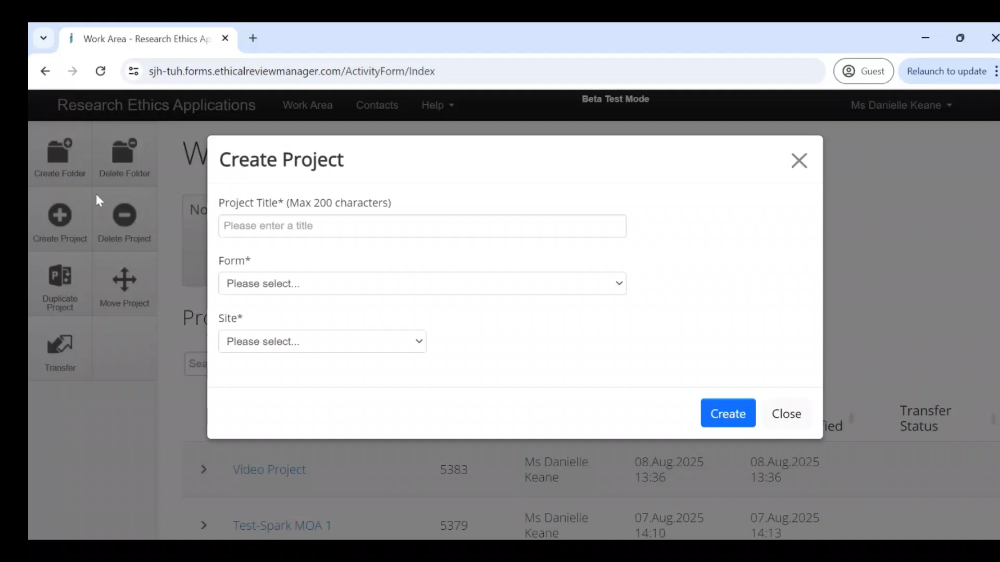 Work Area - Research Ethics Ap
sjh-tuh.forms.ethicalreviewmanager.com/ActivityForm/Index
Guest
Relaunch to update
Research Ethics Applications
Work Area
Contacts
Help
Beta Test Mode
Ms Danielle Keane
Create Folder
Delete Folder
Create Project
Delete Project
Duplicate
Project
Move Project
Transfer
W
No
Pro
Sea
Create Project
Project Title* (Max 200 characters)
Please enter a title
Form*
Please select...
Site*
Please select...
Create
Close
fied
Transfer
Status
Video Project
5383
Ms Danielle
Keane
08.Aug.2025
13:36
08.Aug.2025
13:36
Test-Spark MOA 1
5379
Ms Danielle
Keane
07.Aug.2025
14:10
07.Aug.2025
14:13